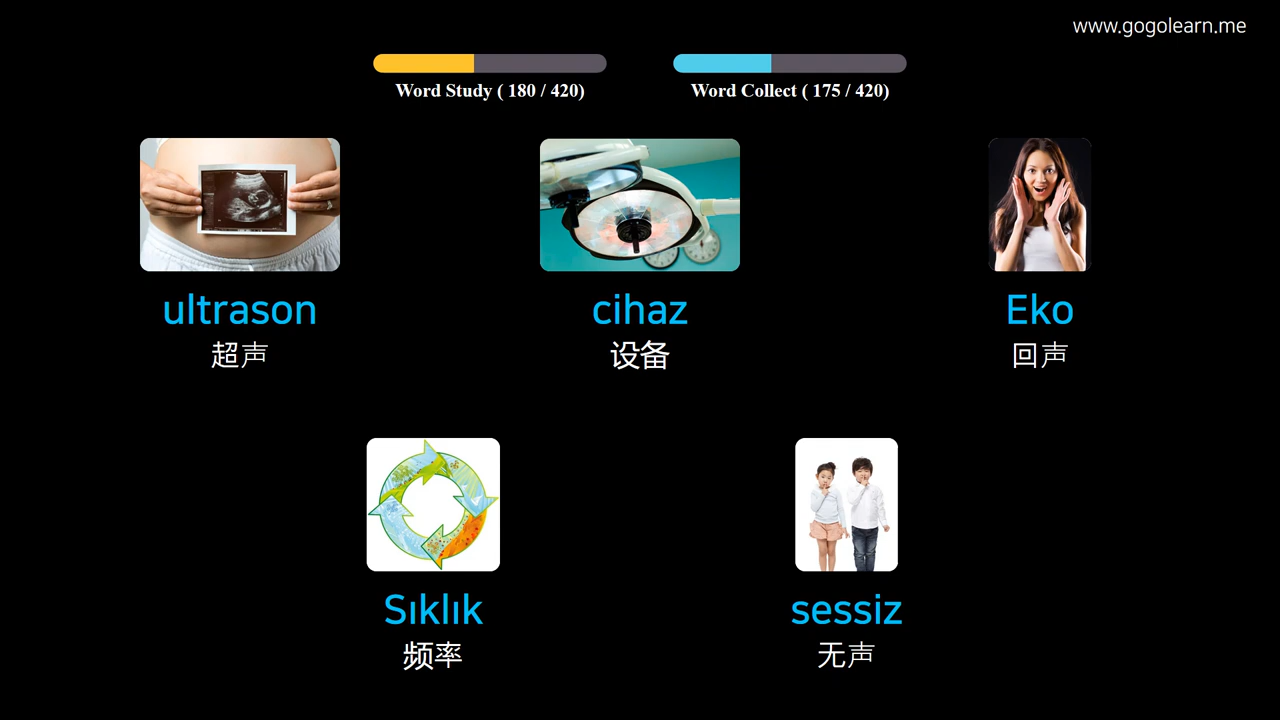 www.gogolearn.me
Word Study ( 180 / 420)
Word Collect ( 175 / 420)
ultrason
超声
cihaz
设备
Eko
回声
Sıklık
频率
sessiz
无声